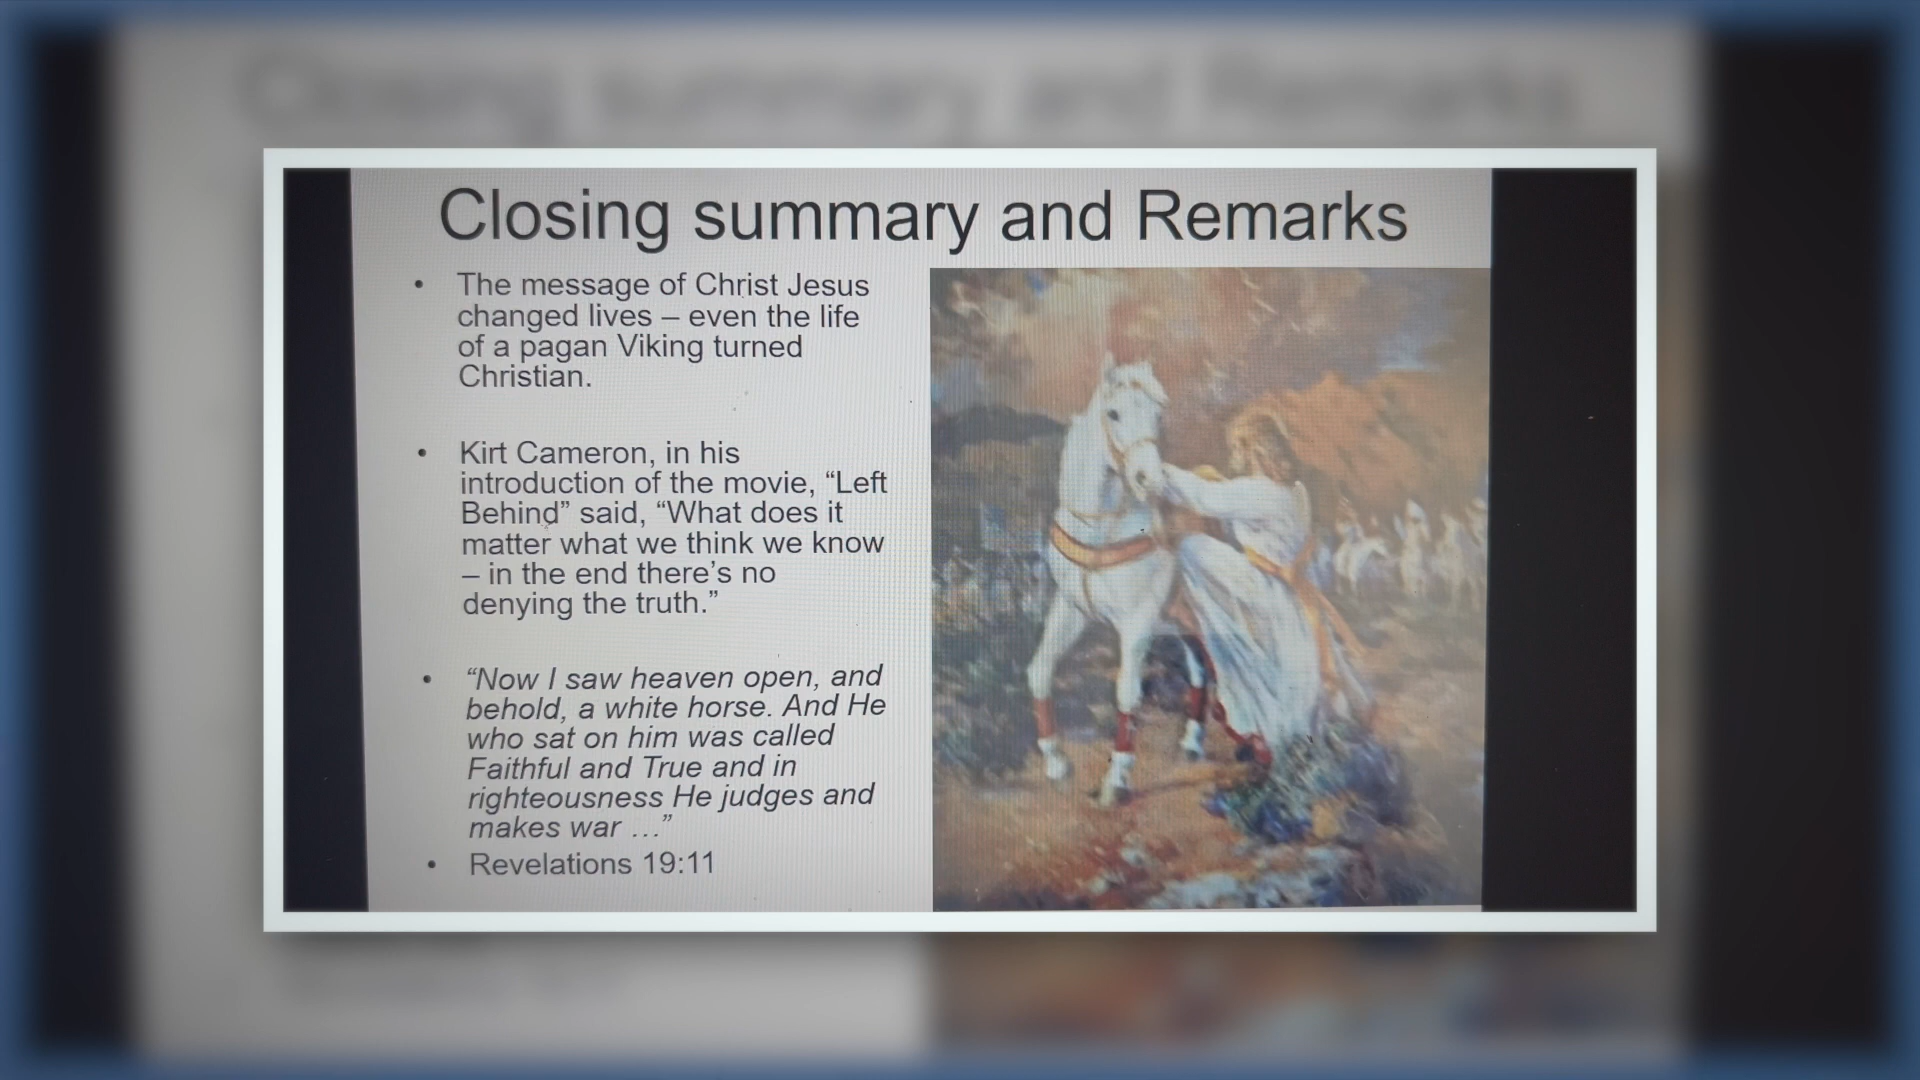 Closing summary and Remarks
• The message of Christ Jesus
changed lives – even the life
of a pagan Viking turned
Christian.
• Kirt Cameron, in his
introduction of the movie, “Left
Behind” said, “What does it
matter what we think we know
– in the end there’s no
denying the truth.”
• “Now I saw heaven open, and
behold, a white horse. And He
who sat on him was called
Faithful and True and in
righteousness He judges and
makes war …”
• Revelations 19:11